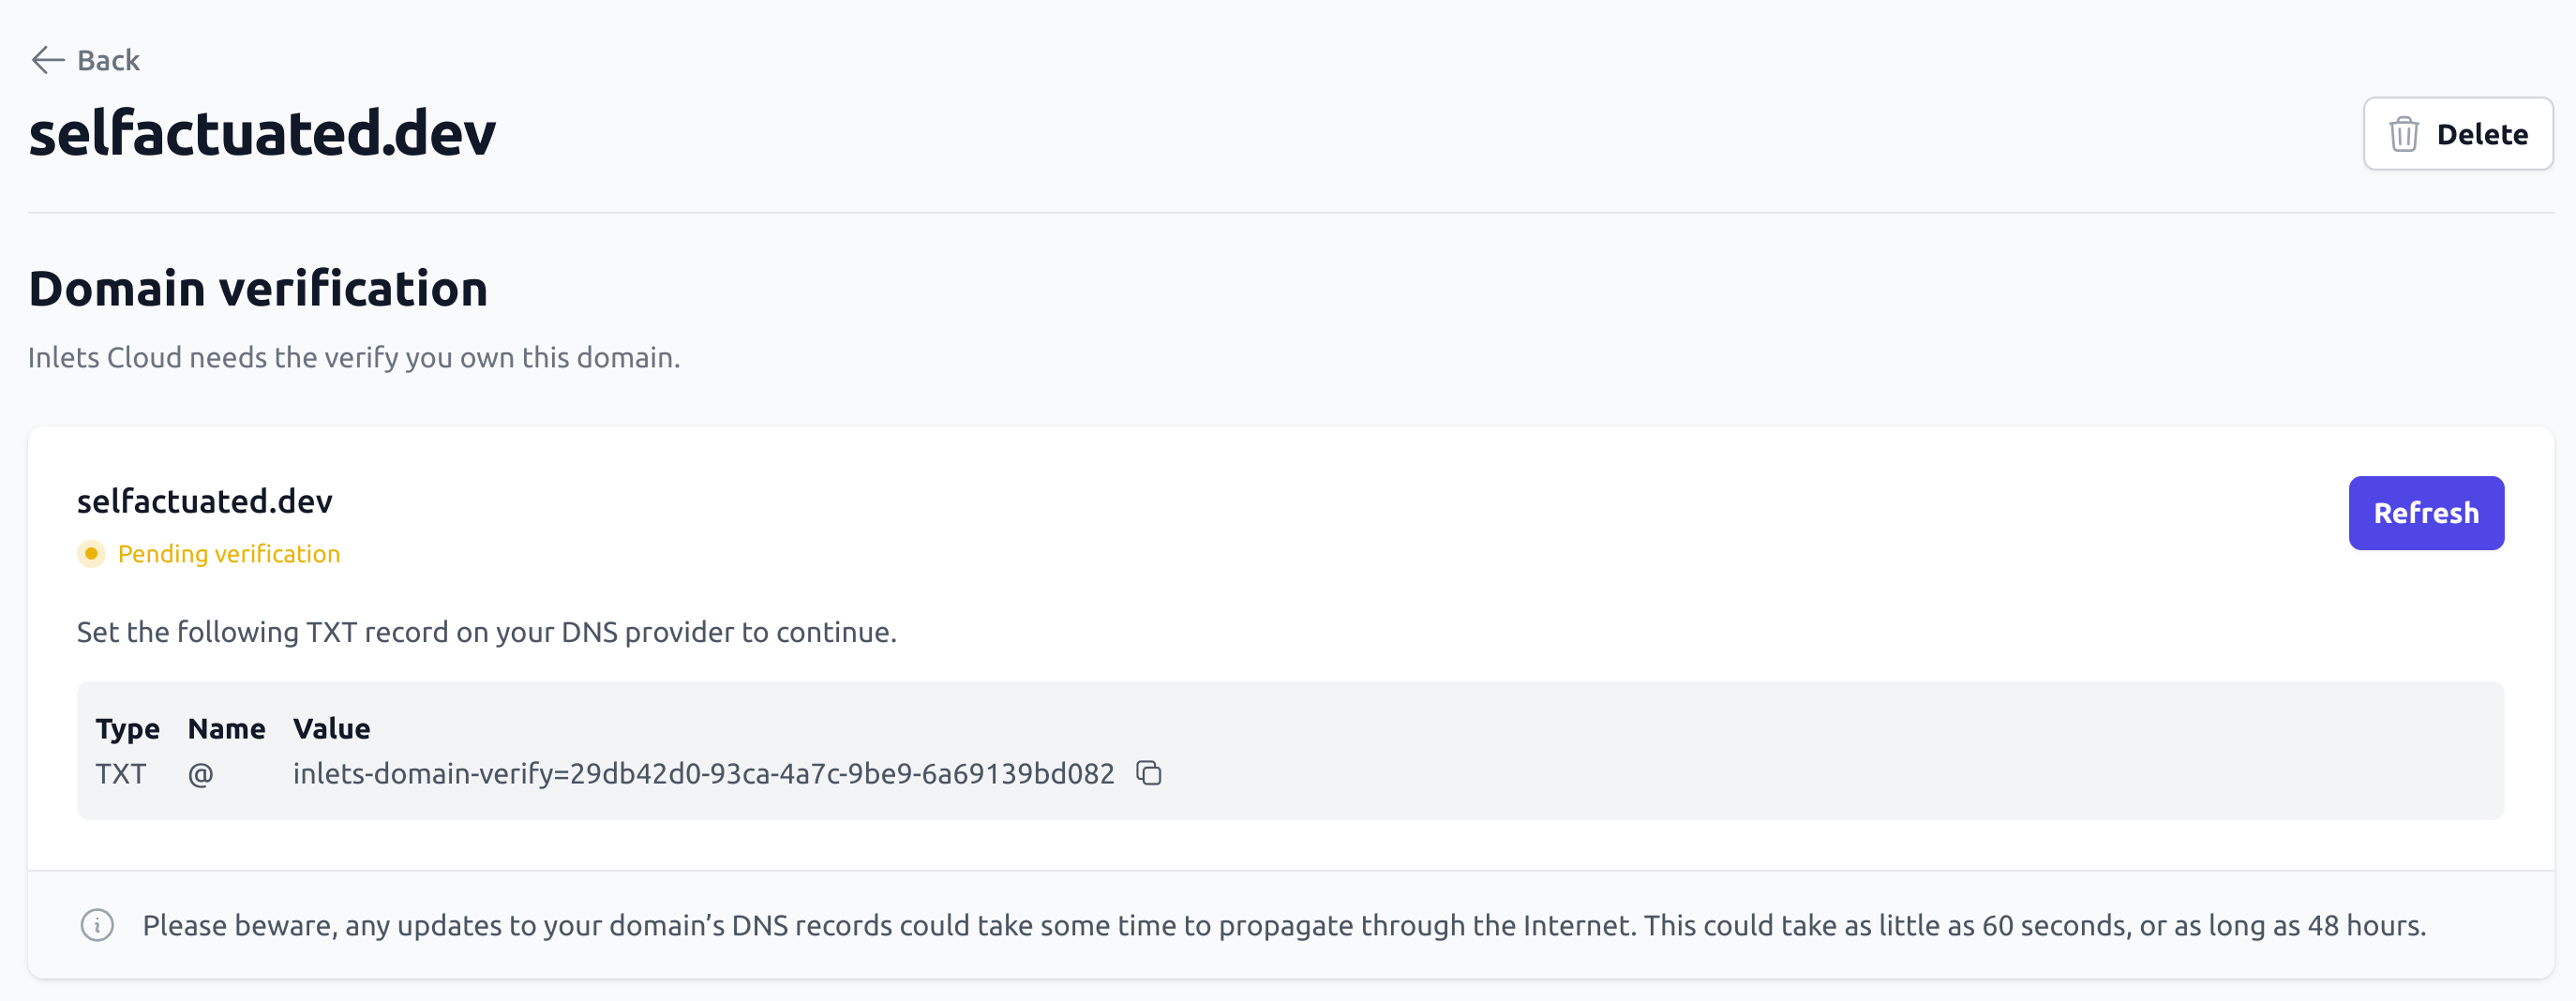 Back
selfactuated.dev
Delete
Domain verification
Inlets Cloud needs the verify you own this domain.
selfactuated.dev
Refresh
Pending verification
Set the following TXT record on your DNS provider to continue.
Type Name Value
TXT @ inlets-domain-verify=29db42d0-93ca-4a7c-9be9-6a69139bd082
Please beware, any updates to your domain’s DNS records could take some time to propagate through the Internet. This could take as little as 60 seconds, or as long as 48 hours.